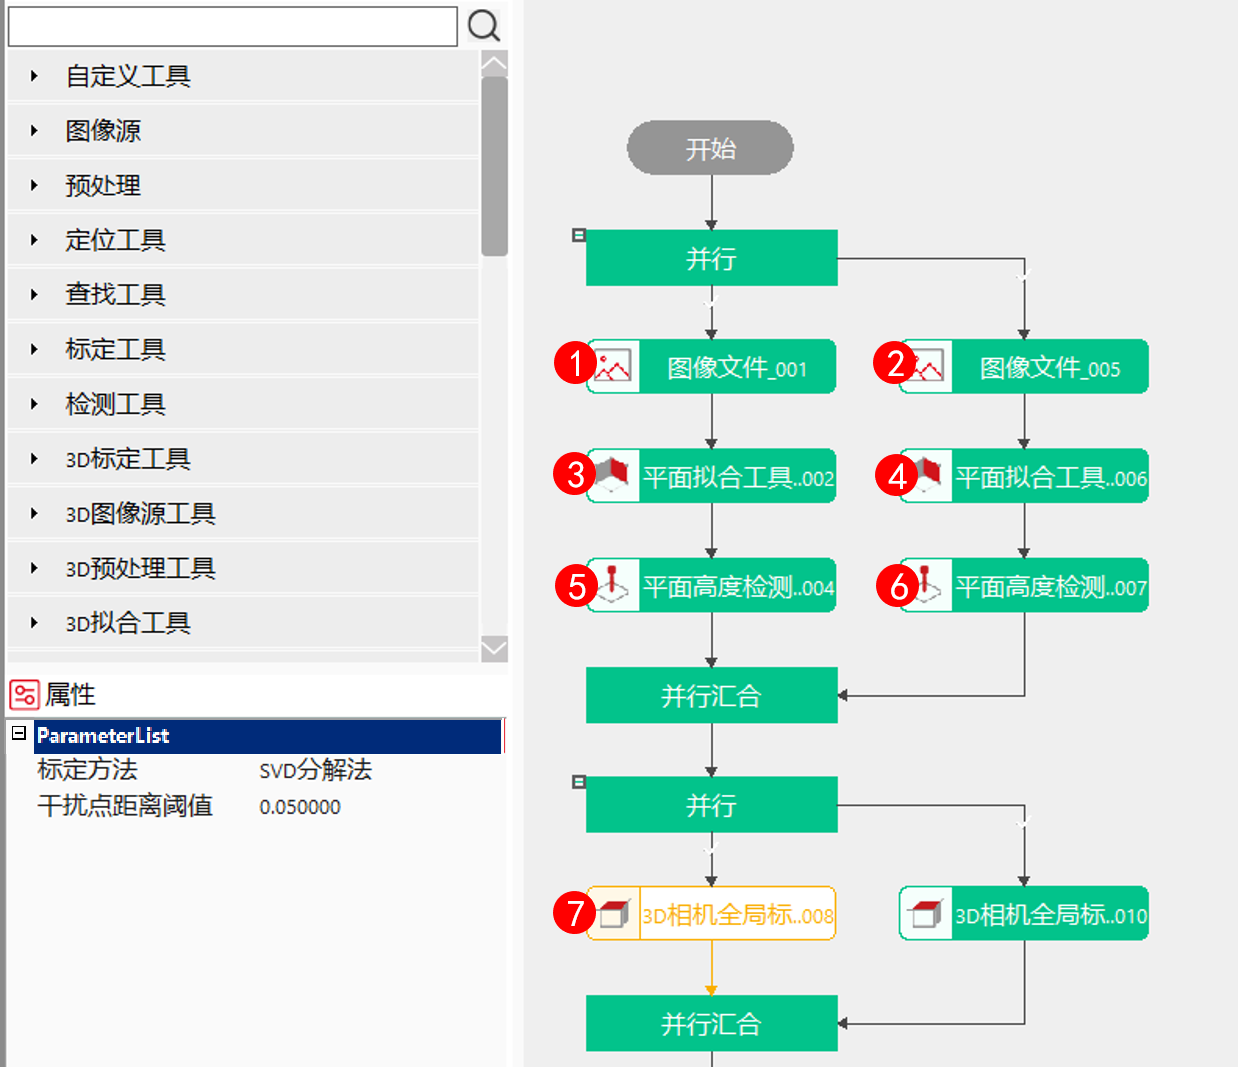 自定义工具
图像源
预处理
定位工具
查找工具
标定工具
检测工具
3D标定工具
3D图像源工具
3D预处理工具
3D拟合工具
属性
ParameterList
标定方法 SVD分解法
干扰点距离阈值 0.050000
开始
并行
1 图像文件_001
2 图像文件_005
3 平面拟合工具..002
4 平面拟合工具..006
5 平面高度检测..004
6 平面高度检测..007
并行汇合
并行
7 3D相机全局标..008
3D相机全局标..010
并行汇合